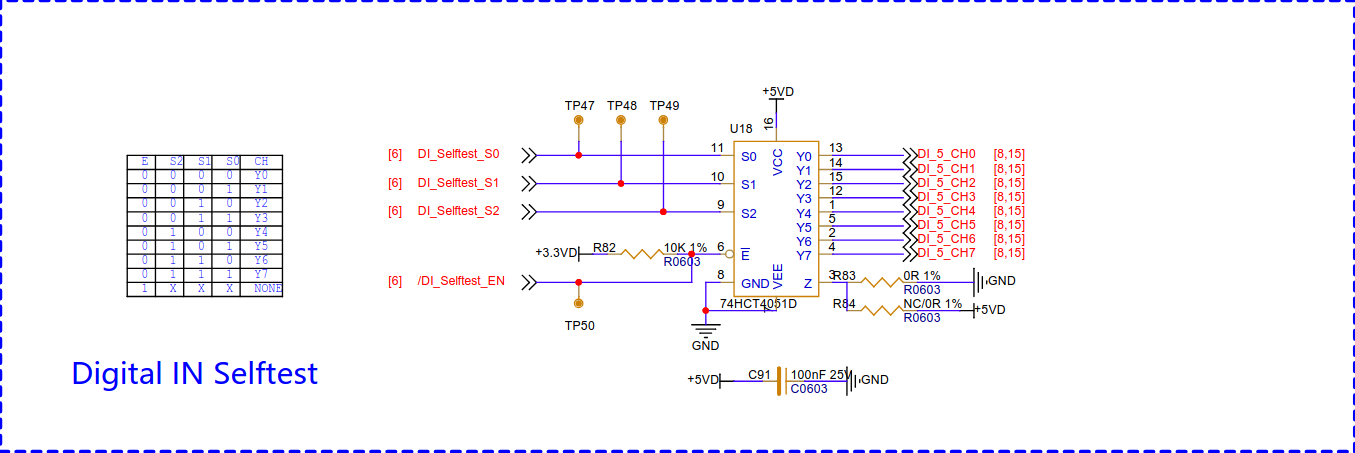 +5VD
TP47 TP48 TP49
U18
16
[6] DI_Selftest_S0 11 S0 VCC Y0 13 DI_5_CH0 [8,15]
Y1 14 DI_5_CH1 [8,15]
[6] DI_Selftest_S1 10 S1 Y2 15 DI_5_CH2 [8,15]
Y3 12 DI_5_CH3 [8,15]
[6] DI_Selftest_S2 9 S2 Y4 1 DI_5_CH4 [8,15]
Y5 5 DI_5_CH5 [8,15]
Y6 2 DI_5_CH6 [8,15]
+3.3VD R82 10K 1% 6 E Y7 4 DI_5_CH7 [8,15]
R0603
[6] /DI_Selftest_EN 8 GND VEE Z 3 R83 0R 1% GND
R0603
74HCT4051D 7 R84 NC/0R 1% +5VD
R0603
TP50
GND
E S2 S1 S0 CH
0 0 0 0 Y0
0 0 0 1 Y1
0 0 1 0 Y2
0 0 1 1 Y3
0 1 0 0 Y4
0 1 0 1 Y5
0 1 1 0 Y6
0 1 1 1 Y7
1 X X X NONE
Digital IN Selftest
+5VD C91 100nF 25V GND
C0603